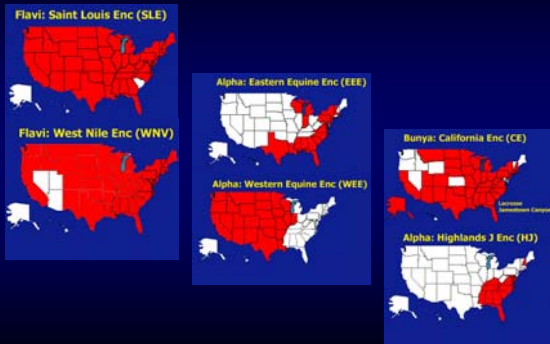 Flavi: Saint Louis Enc (SLE)
Flavi: West Nile Enc (WNV)
Alpha: Eastern Equine Enc (EEE)
Alpha: Western Equine Enc (WEE)
Bunya: California Enc (CE)
Lacrosse
Jamestown Canyon
Alpha: Highlands J Enc (HJ)